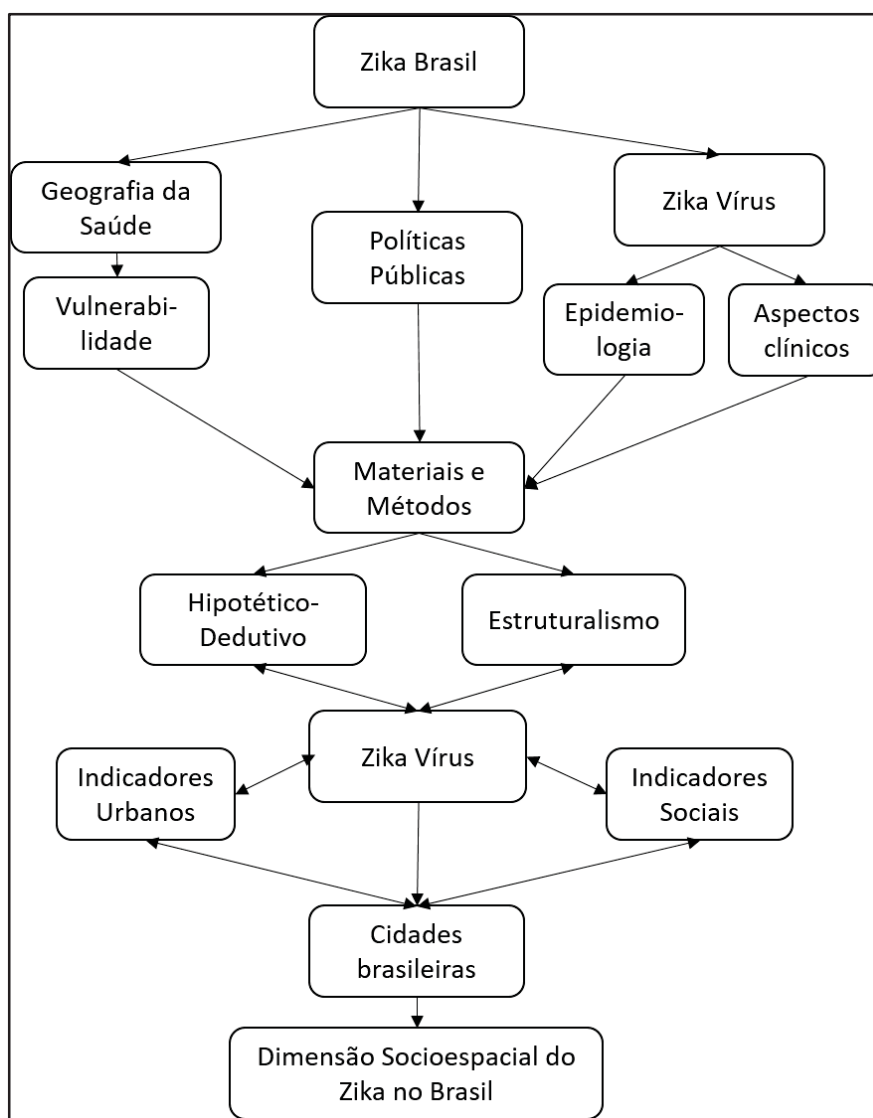 Zika Brasil
Geografia da
Saúde
Políticas
Públicas
Zika Vírus
Vulnerabi-
lidade
Epidemio-
logia
Aspectos
clínicos
Materiais e
Métodos
Hipotético-
Dedutivo
Estruturalismo
Indicadores
Urbanos
Zika Vírus
Indicadores
Sociais
Cidades
brasileiras
Dimensão Socioespacial do
Zika no Brasil